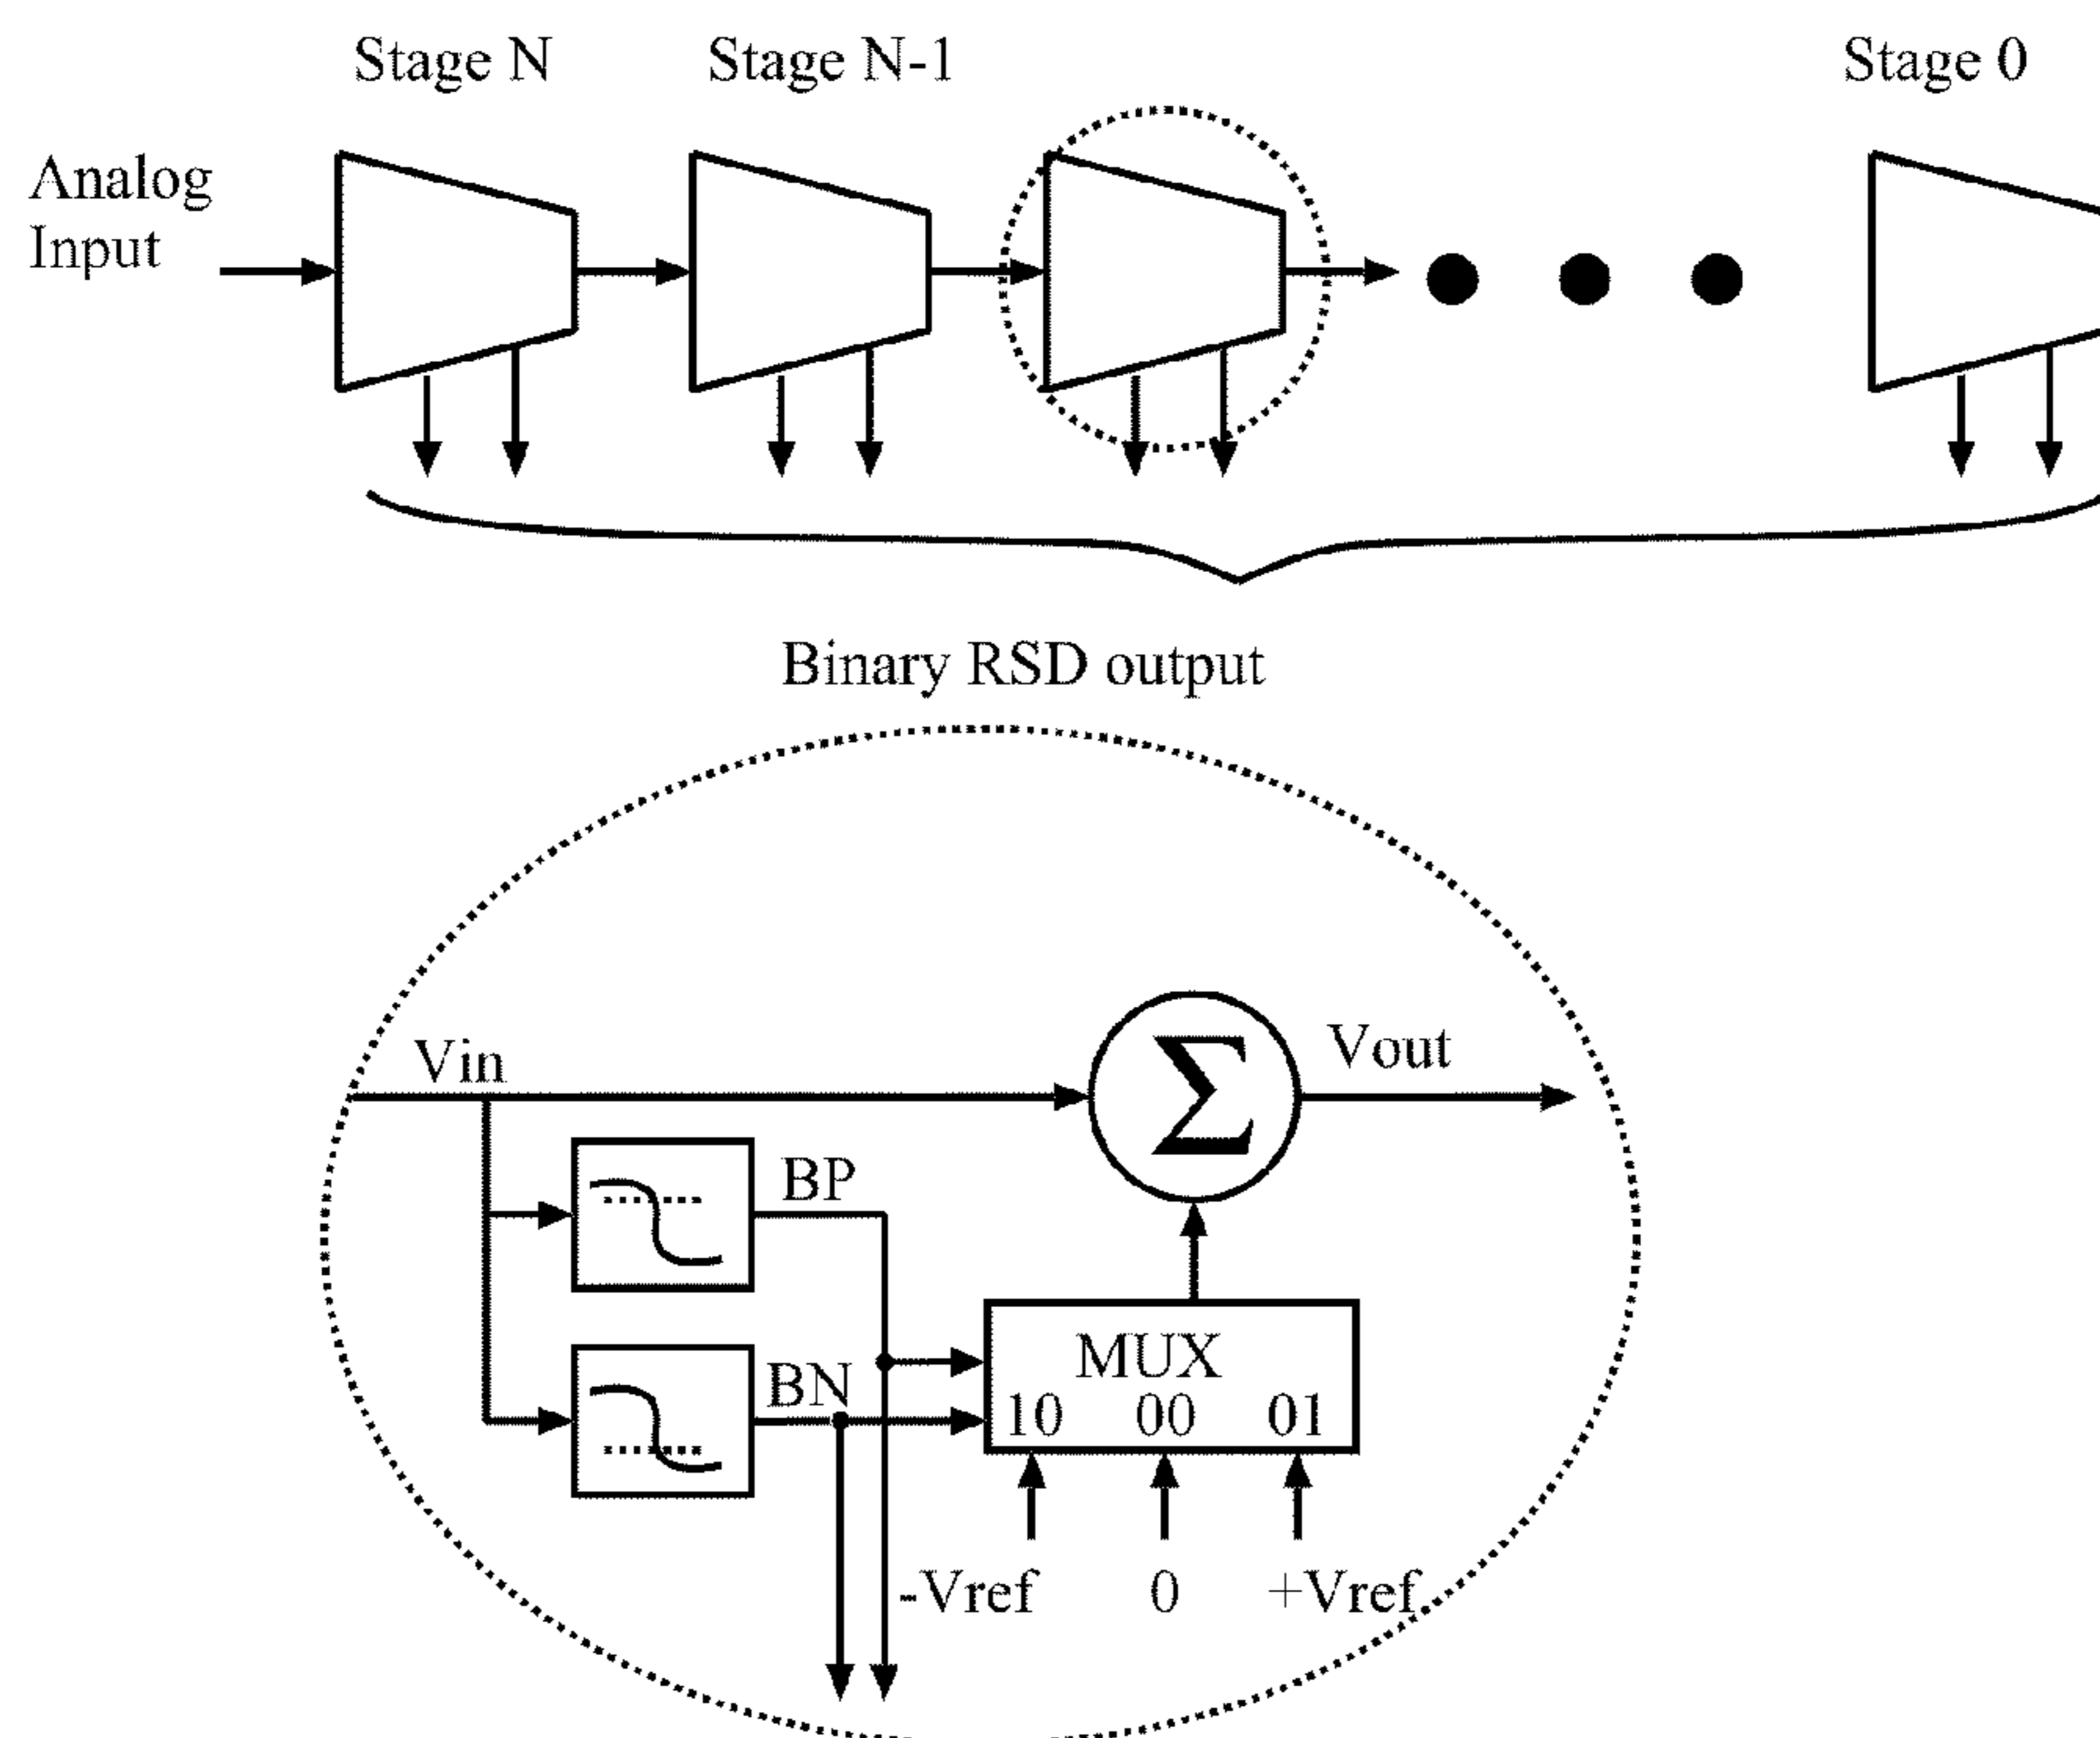 Stage N
Stage N-1
Stage 0
Analog
Input
Binary RSD output
Vin
Σ
Vout
BP
BN
MUX
10 00 01
-Vref 0 +Vref